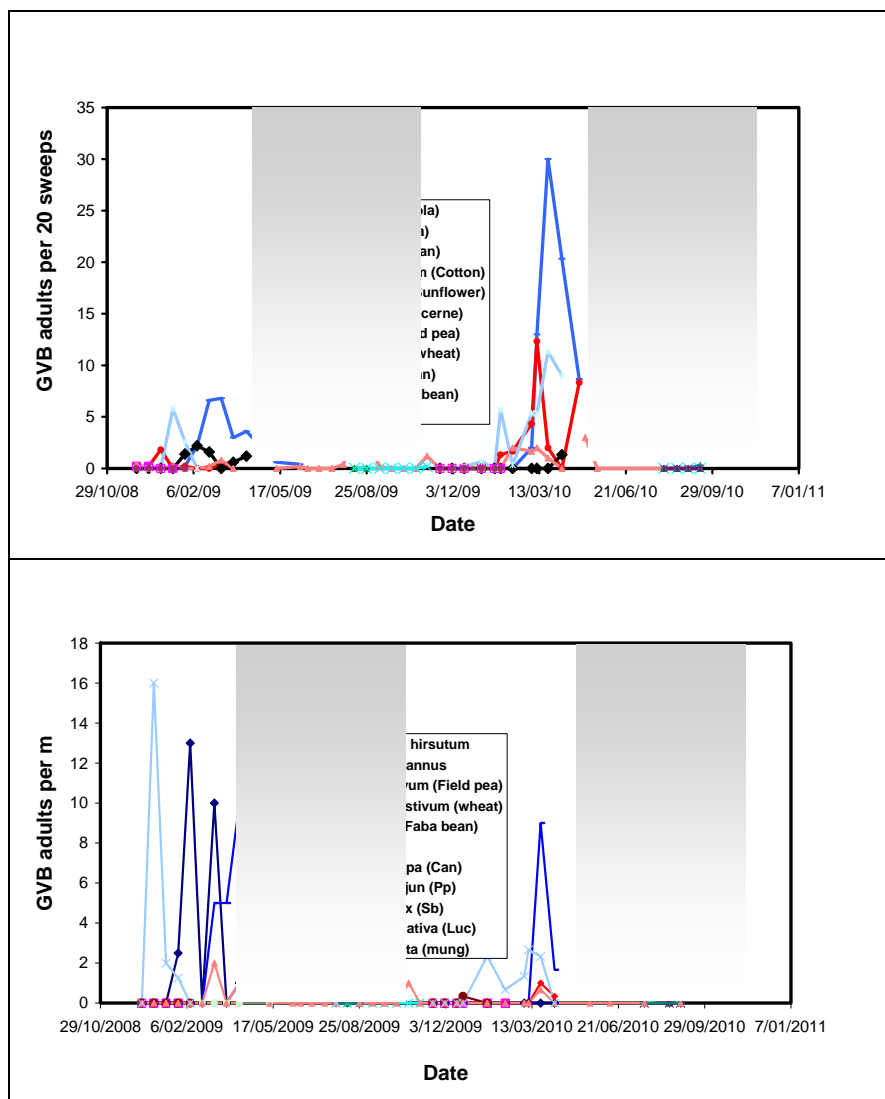 GVB adults per 20 sweeps
35
30
25
20
15
10
5
0
ola)
a)
an)
m (Cotton)
Sunflower)
cerne)
d pea)
wheat)
an)
bean)
29/10/08 6/02/09 17/05/09 25/08/09 3/12/09 13/03/10 21/06/10 29/09/10 7/01/11
Date
GVB adults per m
18
16
14
12
10
8
6
4
2
0
hirsutum
annus
vum (Field pea)
stivum (wheat)
Faba bean)
pa (Can)
jun (Pp)
x (Sb)
ativa (Luc)
ta (mung)
29/10/2008 6/02/2009 17/05/2009 25/08/2009 3/12/2009 13/03/2010 21/06/2010 29/09/2010 7/01/2011
Date